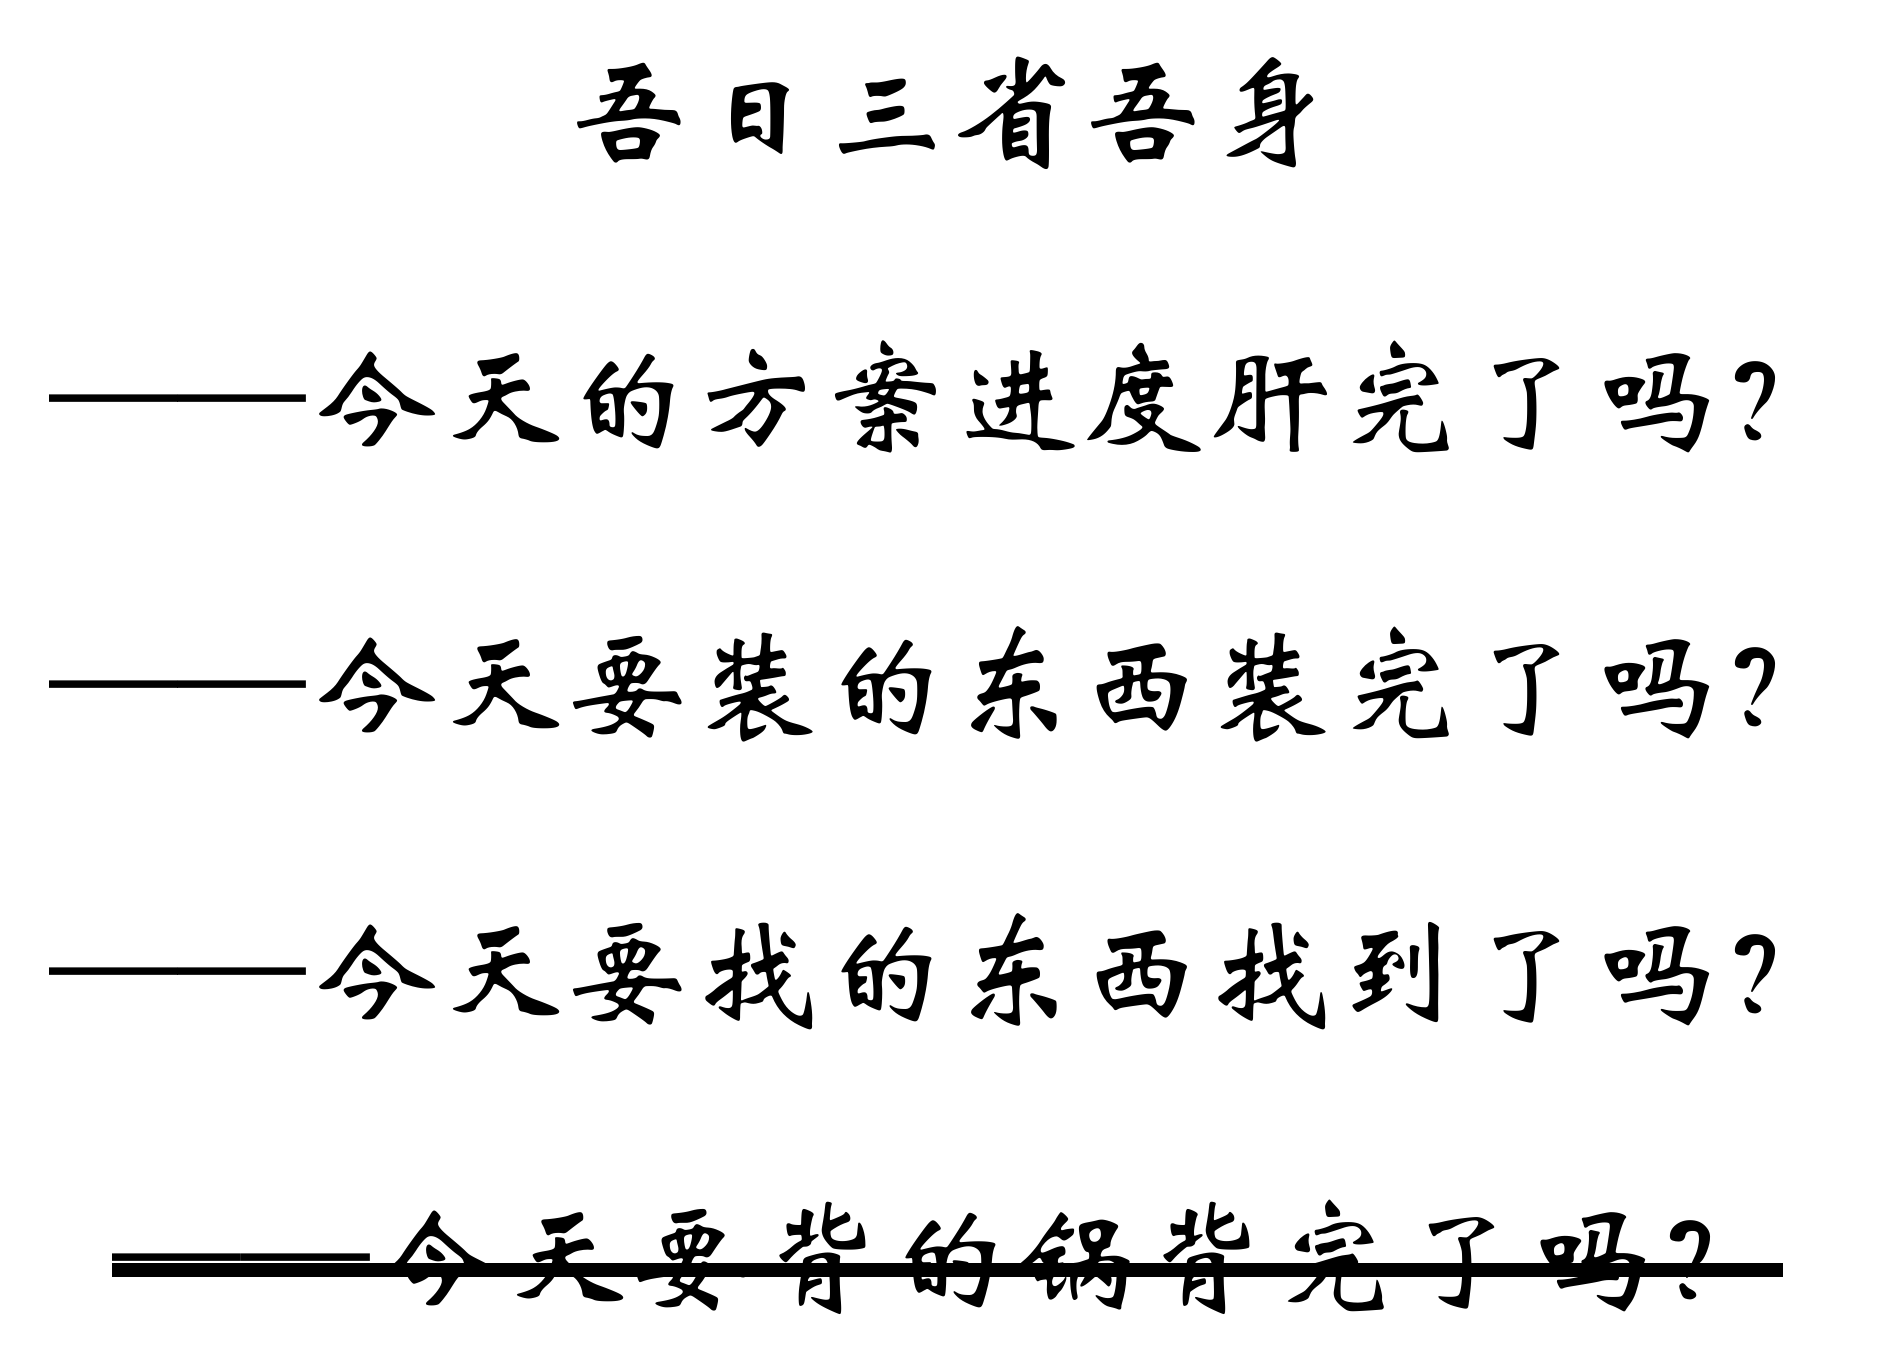 吾日三省吾身
——今天的方案进度肝完了吗?
——今天要装的东西装完了吗?
——今天要找的东西找到了吗?
——今天要背的锅背完了吗?